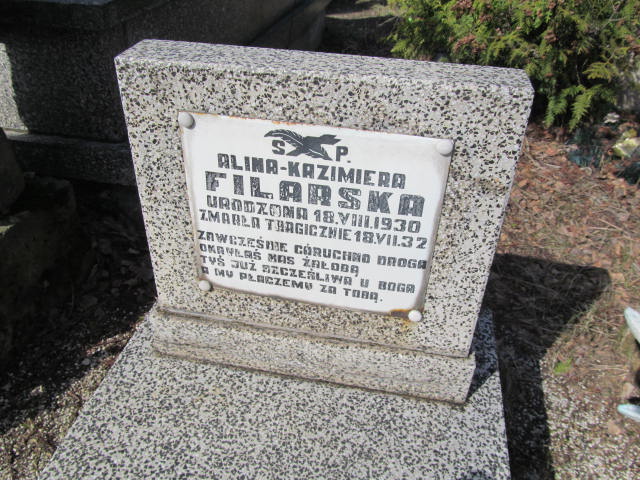 S. P.
ALINA-KAZIMIERA
FILARSKA
URODZONA 18.VIII.1930
ZMARŁA TRAGICZNIE 18.VII.32
ZAWCZEŚNIE CÓRUCHNO DROGA
OKRYŁAŚ NAS ŻAŁOBĄ
TYŚ JUŻ SZCZEŚLIWA U BOGA
A MY PŁACZEMY ZA TOBĄ.